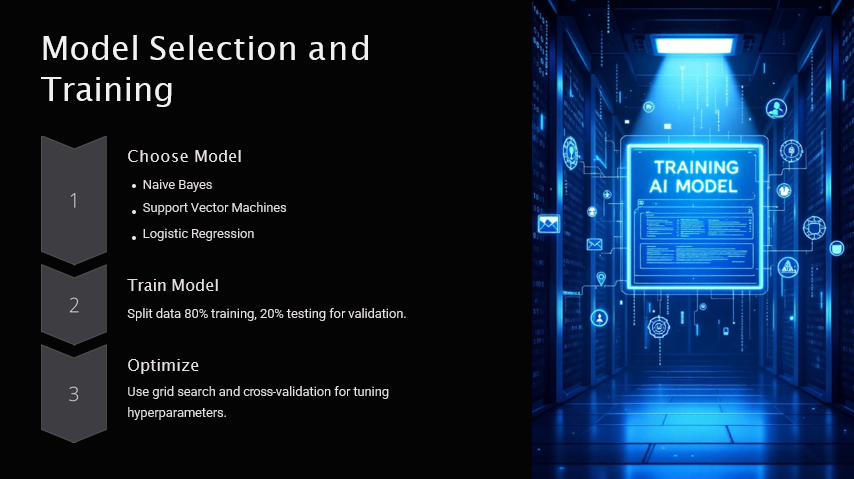 Model Selection and
Training
1
Choose Model
• Naive Bayes
• Support Vector Machines
• Logistic Regression
2
Train Model
Split data 80% training, 20% testing for validation.
3
Optimize
Use grid search and cross-validation for tuning
hyperparameters.
TRAINING
AI MODEL